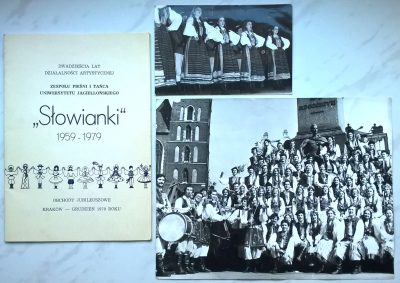 DWADZIEŚCIA LAT
DZIAŁALNOŚCI ARTYSTYCZNEJ
ZESPOŁU PIEŚNI I TAŃCA
UNIWERSYTETU JAGIELLOŃSKIEGO
„Słowianki"
1959-1979
OBCHODY JUBILEUSZOWE
KRAKÓW — GRUDZIEŃ 1979 ROKU